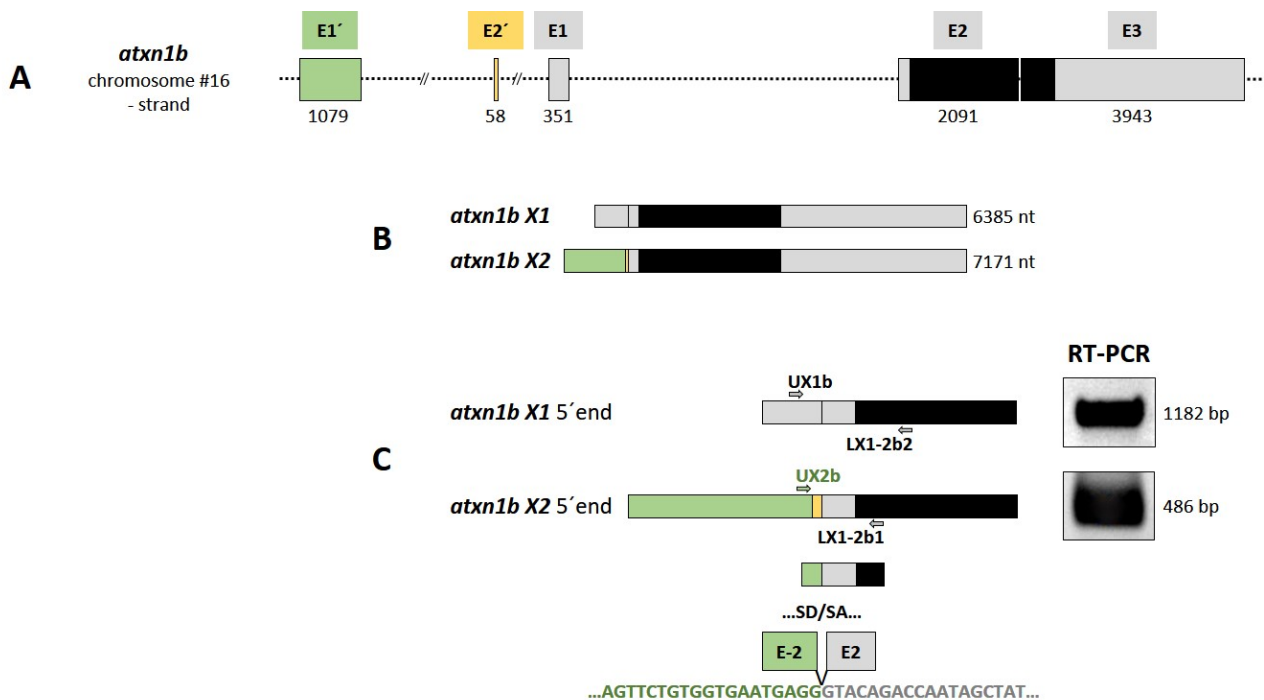 E1´ E2´ E1 E2 E3
A
atxn1b
chromosome #16
- strand
1079 58 351 2091 3943
B
atxn1b X1 6385 nt
atxn1b X2 7171 nt
C
RT-PCR
UX1b
atxn1b X1 5´end 1182 bp
LX1-2b2
UX2b
atxn1b X2 5´end 486 bp
LX1-2b1
...SD/SA...
E-2 E2
...AGTTCTGTGGTGAATGAGGGTACAGACCAATAGCTAT...